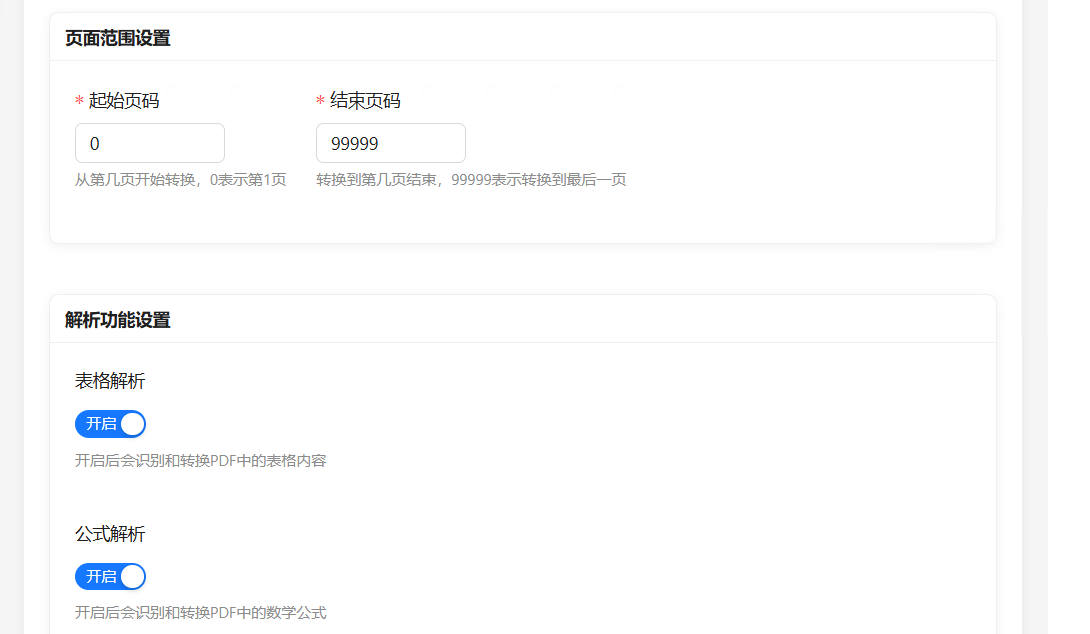 页面范围设置
* 起始页码 * 结束页码
0 99999
从第几页开始转换，0表示第1页 转换到第几页结束，99999表示转换到最后一页
解析功能设置
表格解析
开启
开启后会识别和转换PDF中的表格内容
公式解析
开启
开启后会识别和转换PDF中的数学公式